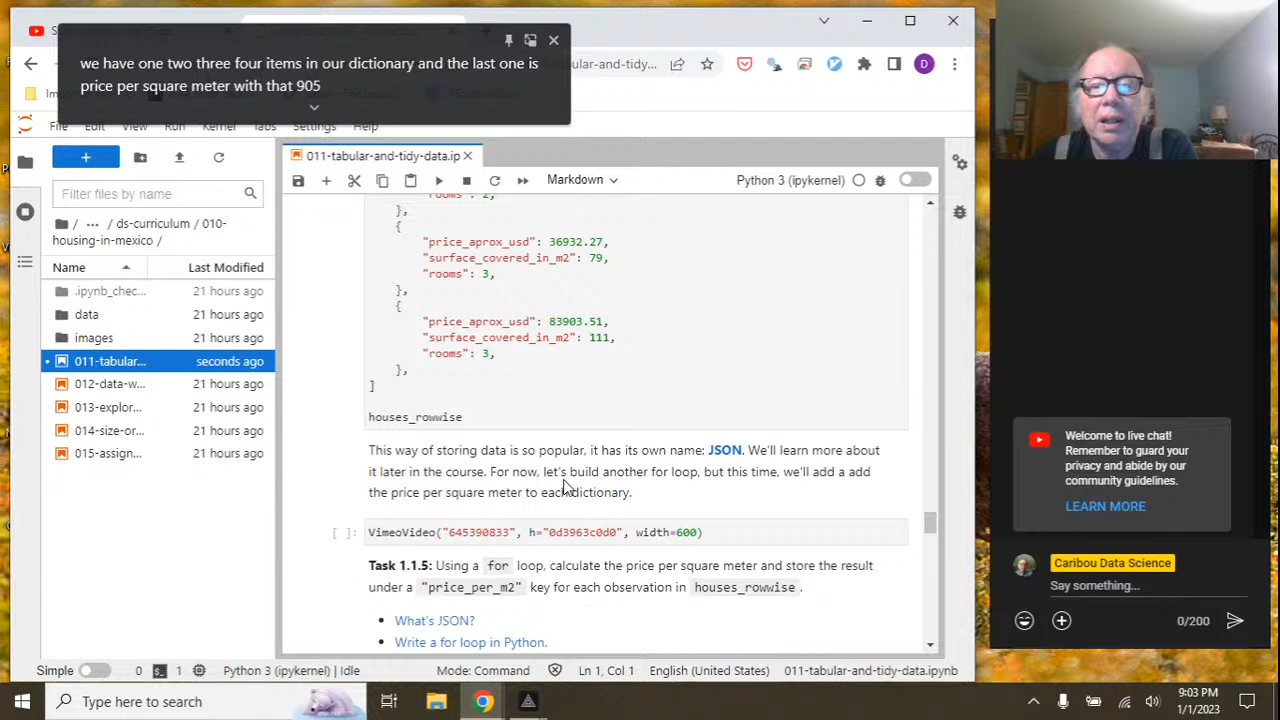 we have one two three four items in our dictionary and the last one is
price per square meter with that 905
ular-and-tidy-da...
D
File Edit View Run Kernel Tabs Settings Help
011-tabular-and-tidy-data.ip
Markdown
Python 3 (ipykernel)
Filter files by name
/ ... / ds-curriculum / 010-
housing-in-mexico /
Name
Last Modified
.ipynb_chec... 21 hours ago
data 21 hours ago
images 21 hours ago
011-tabular... seconds ago
012-data-w... 21 hours ago
013-explor... 21 hours ago
014-size-or... 21 hours ago
015-assign... 21 hours ago
"rooms": 2,
},
{
"price_aprox_usd": 36932.27,
"surface_covered_in_m2": 79,
"rooms": 3,
},
{
"price_aprox_usd": 83903.51,
"surface_covered_in_m2": 111,
"rooms": 3,
},
]
houses_rowwise
This way of storing data is so popular, it has its own name: JSON. We'll learn more about
it later in the course. For now, let's build another for loop, but this time, we'll add a add
the price per square meter to each dictionary.
[ ]: VimeoVideo("645390833", h="0d3963c0d0", width=600)
Task 1.1.5: Using a for loop, calculate the price per square meter and store the result
under a "price_per_m2" key for each observation in houses_rowwise.
• What's JSON?
• Write a for loop in Python.
Simple 0 1 Python 3 (ipykernel) | Idle Mode: Command Ln 1, Col 1 English (United States) 011-tabular-and-tidy-data.ipynb
Type here to search
9:03 PM
1/1/2023
Welcome to live chat!
Remember to guard your
privacy and abide by our
community guidelines.
LEARN MORE
Caribou Data Science
Say something...
0/200